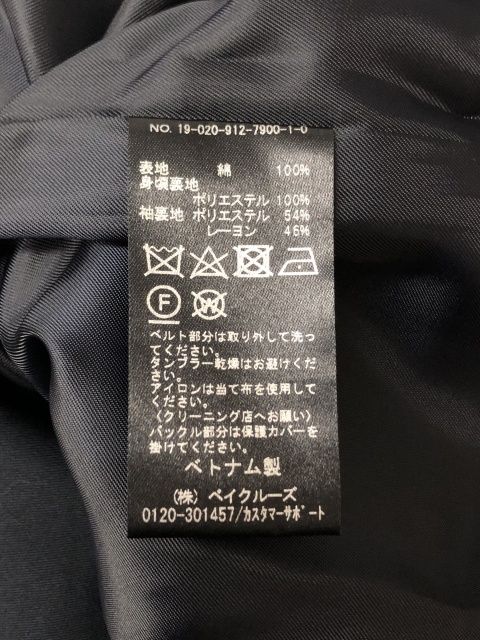 NO. 19-020-912-7900-1-0
表地 綿 100%
身頃裏地
ポリエステル 100%
袖裏地 ポリエステル 54%
レーヨン 46%
F
W
ベルト部分は取り外して洗っ
てください。
タンブラー乾燥はお避けくだ
さい。
アイロンは当て布を使用して
ください。
〈クリーニング店へお願い〉
バックル部分は保護カバーを
掛けてください。
ベトナム製
(株) ベイクルーズ
0120-301457/カスタマーサポート